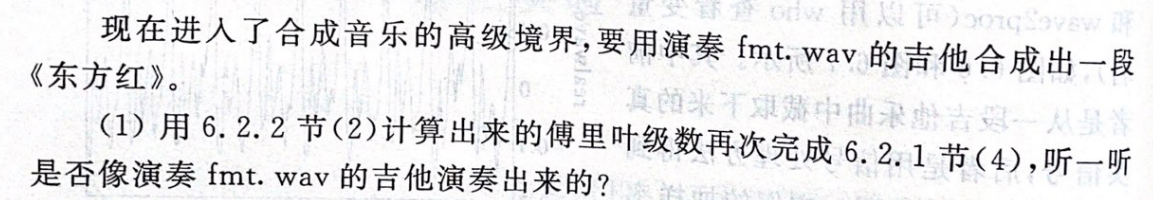 现在进入了合成音乐的高级境界,要用演奏 fmt. wav 的吉他合成出一段
《东方红》。
(1) 用 6. 2. 2 节(2)计算出来的傅里叶级数再次完成 6. 2. 1 节(4),听一听
是否像演奏 fmt. wav 的吉他演奏出来的?